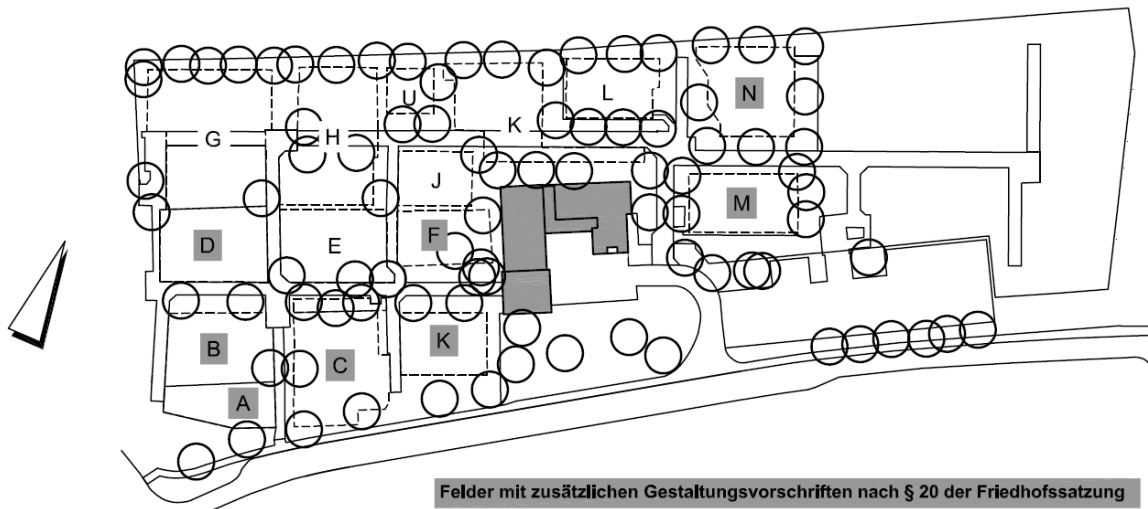 N
L
U
K
G
H
J
M
F
D
E
B
K
C
A
Felder mit zusätzlichen Gestaltungsvorschriften nach § 20 der Friedhofssatzung